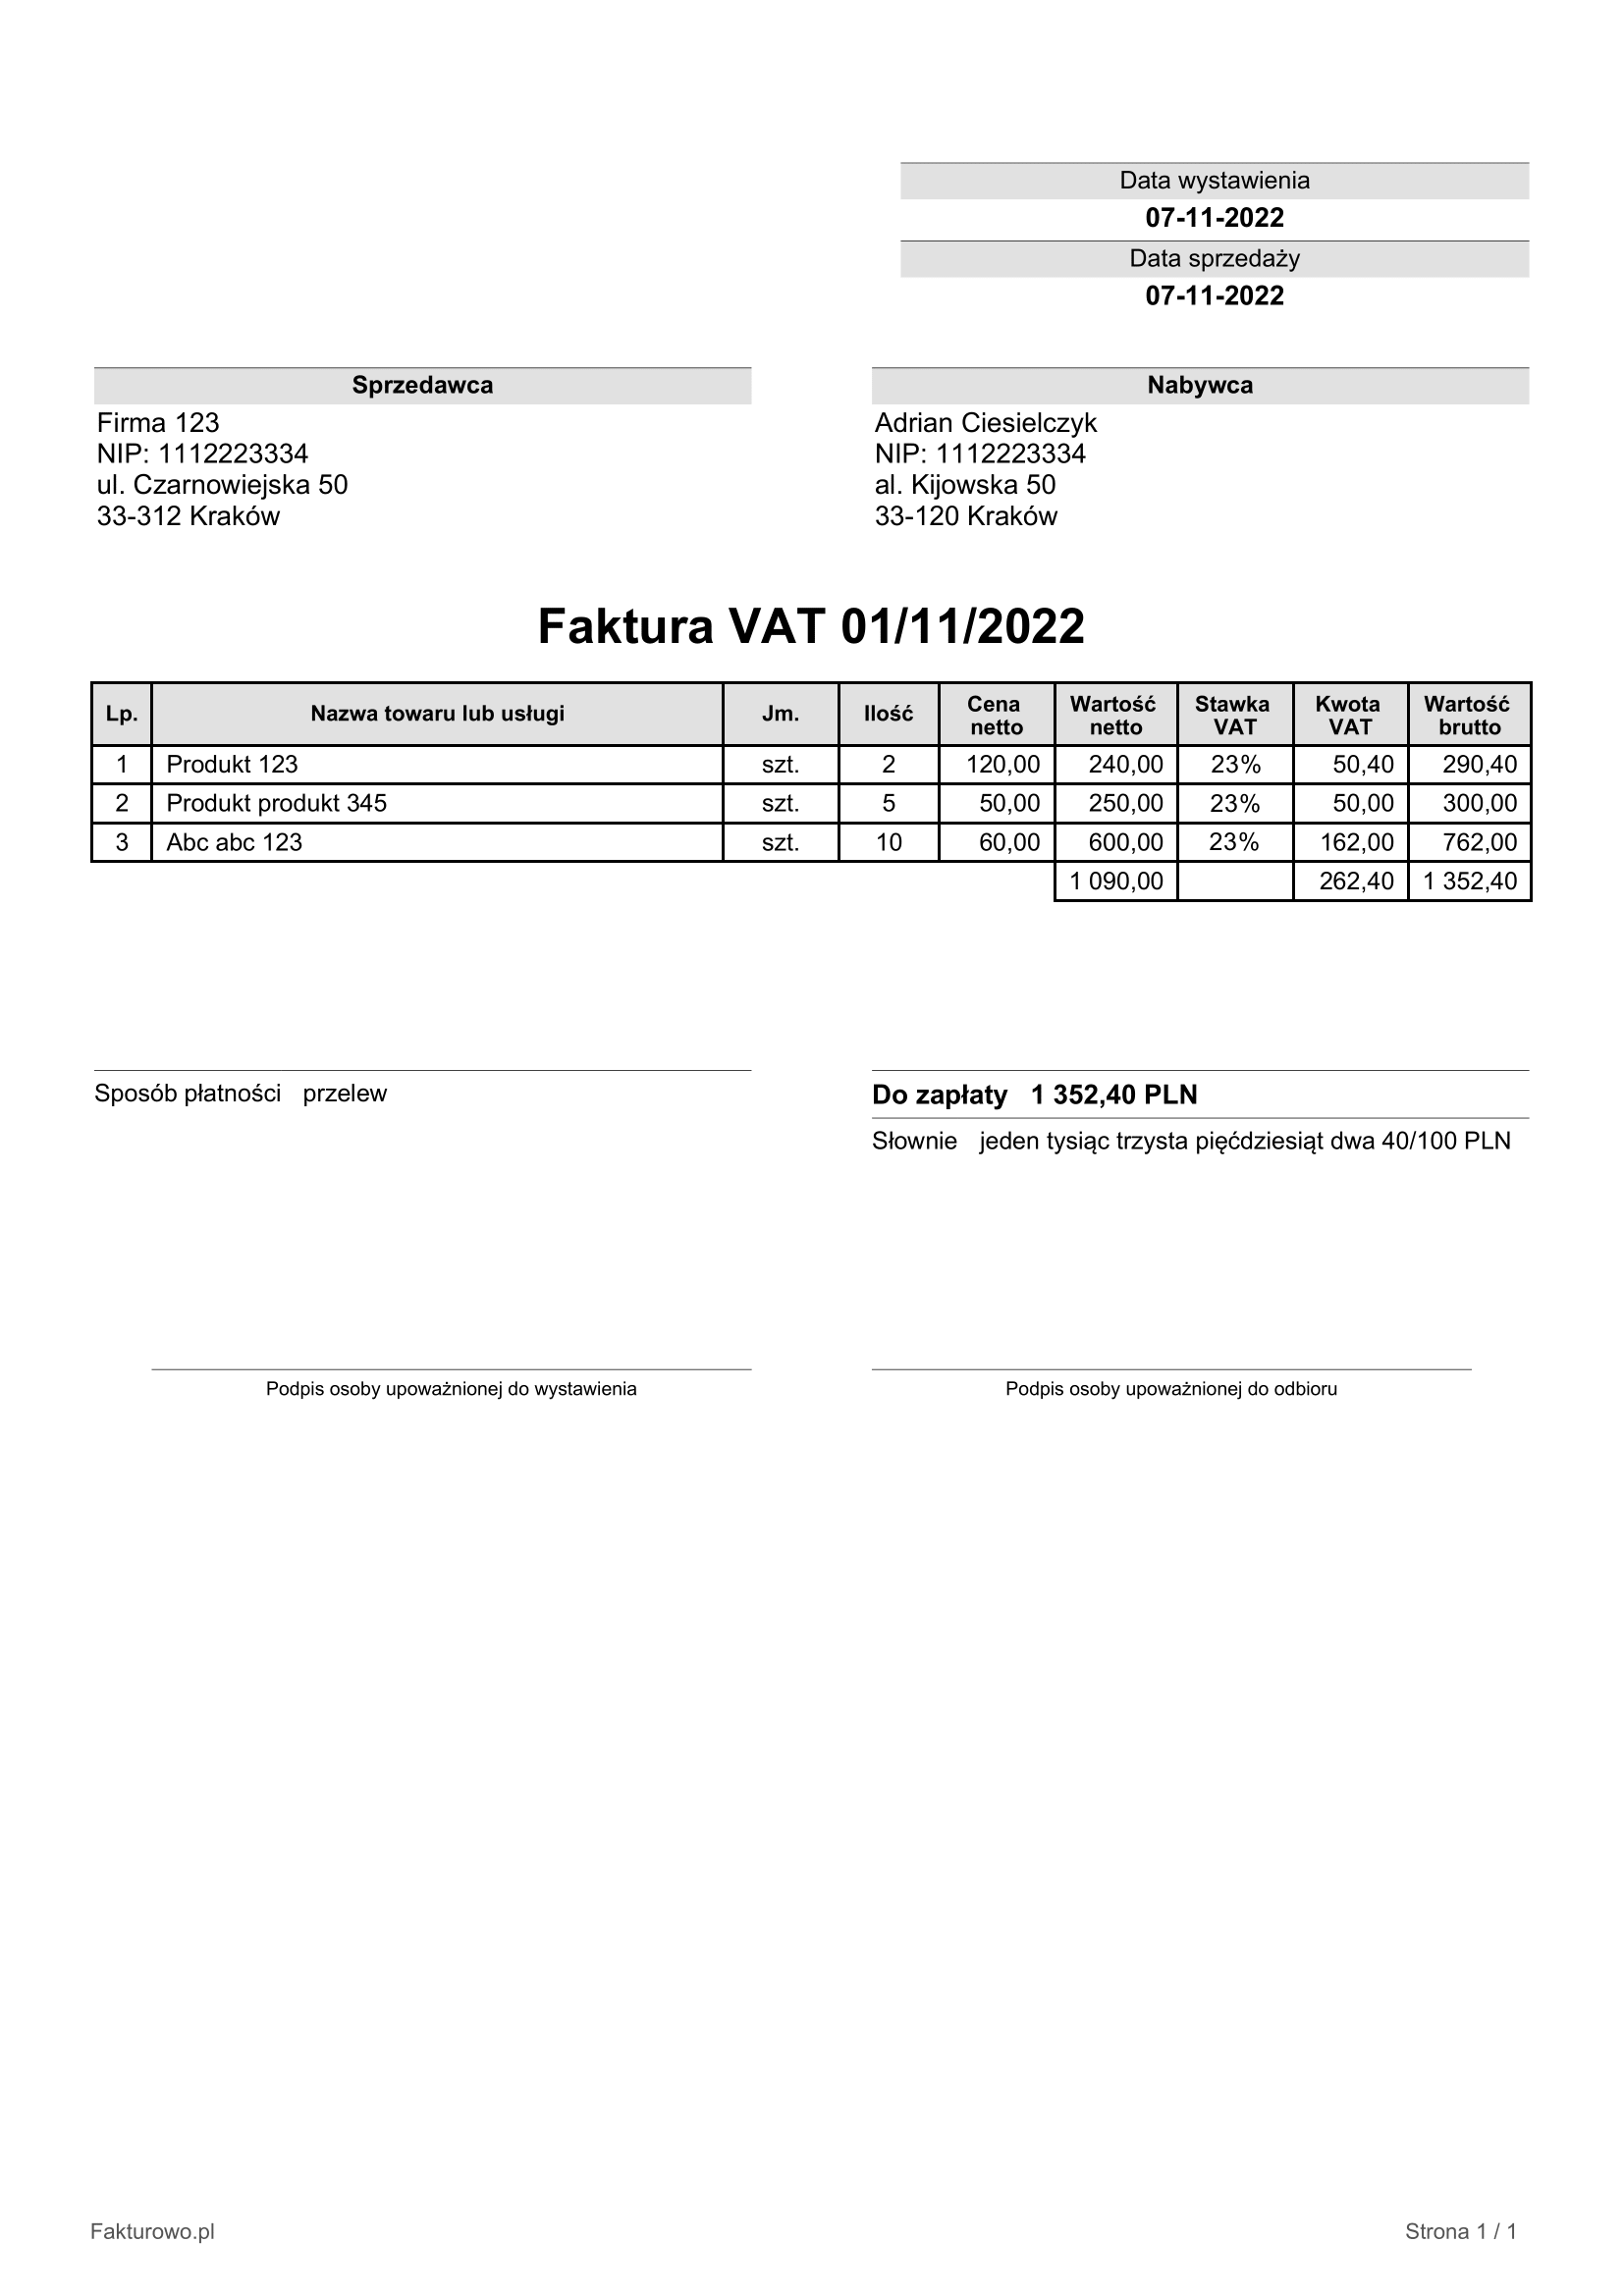 Data wystawienia
07-11-2022
Data sprzedaży
07-11-2022
Sprzedawca
Firma 123
NIP: 1112223334
ul. Czarnowiejska 50
33-312 Kraków
Nabywca
Adrian Ciesielczyk
NIP: 1112223334
al. Kijowska 50
33-120 Kraków
Faktura VAT 01/11/2022
Lp. Nazwa towaru lub usługi Jm. Ilość Cena netto Wartość netto Stawka VAT Kwota VAT Wartość brutto
1 Produkt 123 szt. 2 120,00 240,00 23% 50,40 290,40
2 Produkt produkt 345 szt. 5 50,00 250,00 23% 50,00 300,00
3 Abc abc 123 szt. 10 60,00 600,00 23% 162,00 762,00
1 090,00 262,40 1 352,40
Sposób płatności przelew
Do zapłaty 1 352,40 PLN
Słownie jeden tysiąc trzysta pięćdziesiąt dwa 40/100 PLN
Podpis osoby upoważnionej do wystawienia
Podpis osoby upoważnionej do odbioru
Fakturowo.pl
Strona 1 / 1